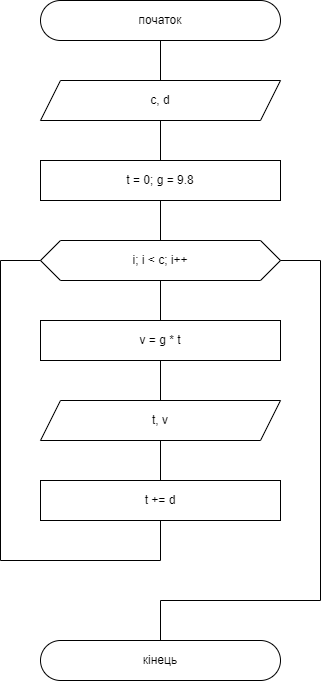 початок
c, d
t = 0; g = 9.8
i; i < c; i++
v = g * t
t, v
t += d
кінець